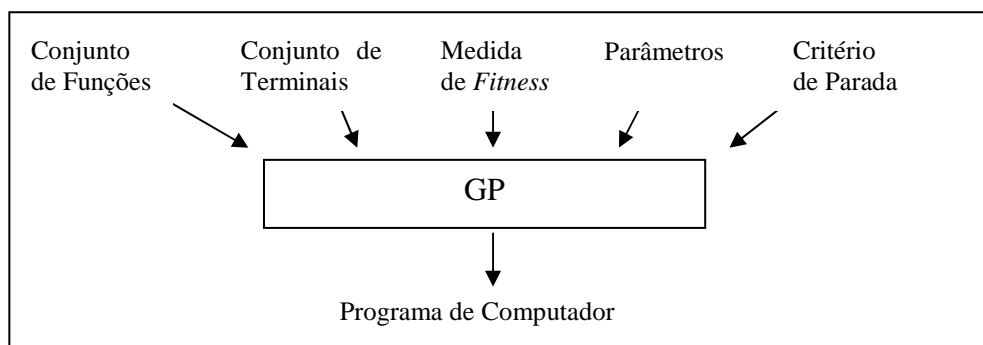 Conjunto
de Funções
Conjunto de
Terminais
Medida
de Fitness
Parâmetros
Critério
de Parada
GP
Programa de Computador